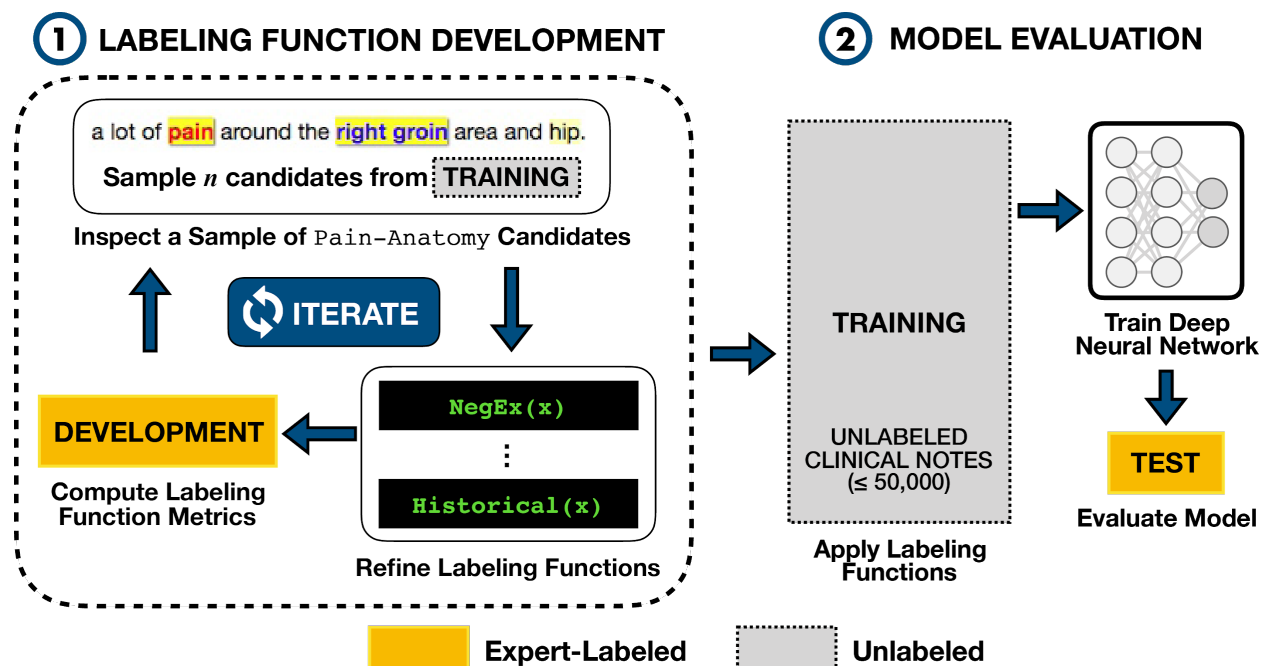 1 LABELING FUNCTION DEVELOPMENT
a lot of pain around the right groin area and hip.
Sample n candidates from TRAINING
Inspect a Sample of Pain-Anatomy Candidates
ITERATE
NegEx(x)
⋮
Historical(x)
Refine Labeling Functions
DEVELOPMENT
Compute Labeling
Function Metrics
2 MODEL EVALUATION
TRAINING
UNLABELED
CLINICAL NOTES
(≤ 50,000)
Apply Labeling
Functions
Train Deep
Neural Network
TEST
Evaluate Model
Expert-Labeled
Unlabeled